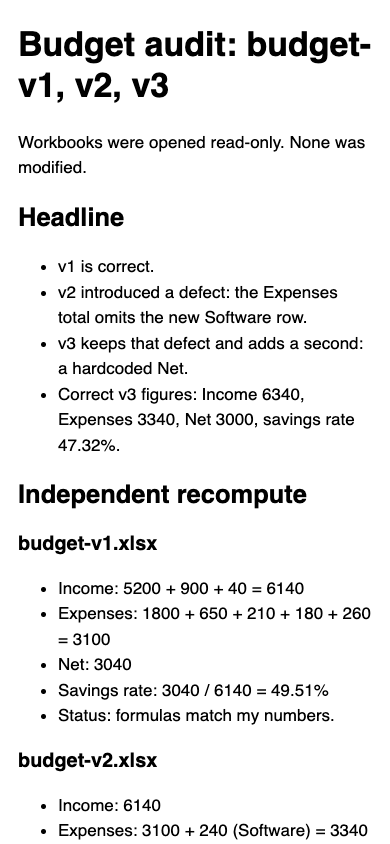 Budget audit: budget-
v1, v2, v3
Workbooks were opened read-only. None was
modified.
Headline
• v1 is correct.
• v2 introduced a defect: the Expenses
total omits the new Software row.
• v3 keeps that defect and adds a second:
a hardcoded Net.
• Correct v3 figures: Income 6340,
Expenses 3340, Net 3000, savings rate
47.32%.
Independent recompute
budget-v1.xlsx
• Income: 5200 + 900 + 40 = 6140
• Expenses: 1800 + 650 + 210 + 180 + 260
= 3100
• Net: 3040
• Savings rate: 3040 / 6140 = 49.51%
• Status: formulas match my numbers.
budget-v2.xlsx
• Income: 6140
• Expenses: 3100 + 240 (Software) = 3340